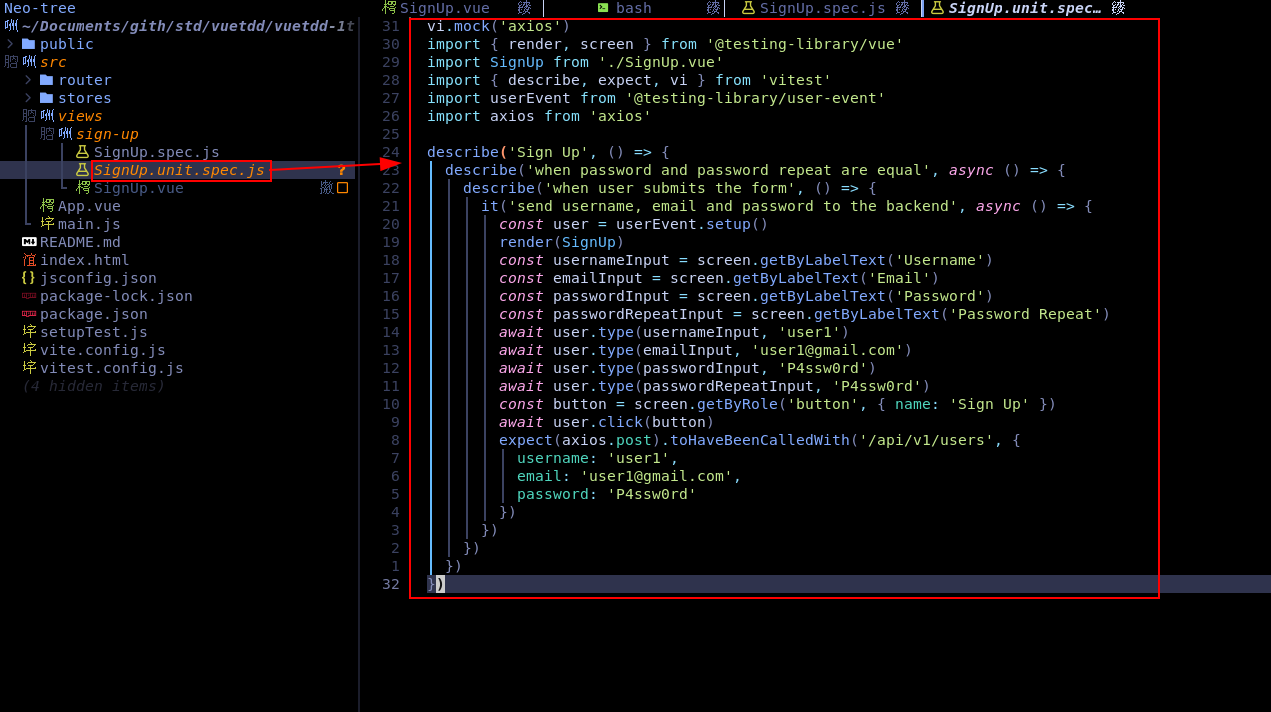 Neo-tree
~/Documents/gith/std/vuetdd/vuetdd-1t
public
src
router
stores
views
sign-up
SignUp.spec.js
SignUp.unit.spec.js ?
SignUp.vue
App.vue
main.js
README.md
index.html
jsconfig.json
package-lock.json
package.json
setupTest.js
vite.config.js
vitest.config.js
(4 hidden items)
SignUp.vue bash SignUp.spec.js SignUp.unit.spec…
31 vi.mock('axios')
30 import { render, screen } from '@testing-library/vue'
29 import SignUp from './SignUp.vue'
28 import { describe, expect, vi } from 'vitest'
27 import userEvent from '@testing-library/user-event'
26 import axios from 'axios'
25
24 describe('Sign Up', () => {
23 describe('when password and password repeat are equal', async () => {
22 describe('when user submits the form', () => {
21 it('send username, email and password to the backend', async () => {
20 const user = userEvent.setup()
19 render(SignUp)
18 const usernameInput = screen.getByLabelText('Username')
17 const emailInput = screen.getByLabelText('Email')
16 const passwordInput = screen.getByLabelText('Password')
15 const passwordRepeatInput = screen.getByLabelText('Password Repeat')
14 await user.type(usernameInput, 'user1')
13 await user.type(emailInput, 'user1@gmail.com')
12 await user.type(passwordInput, 'P4ssw0rd')
11 await user.type(passwordRepeatInput, 'P4ssw0rd')
10 const button = screen.getByRole('button', { name: 'Sign Up' })
9 await user.click(button)
8 expect(axios.post).toHaveBeenCalledWith('/api/v1/users', {
7 username: 'user1',
6 email: 'user1@gmail.com',
5 password: 'P4ssw0rd'
4 })
3 })
2 })
1 })
32 })